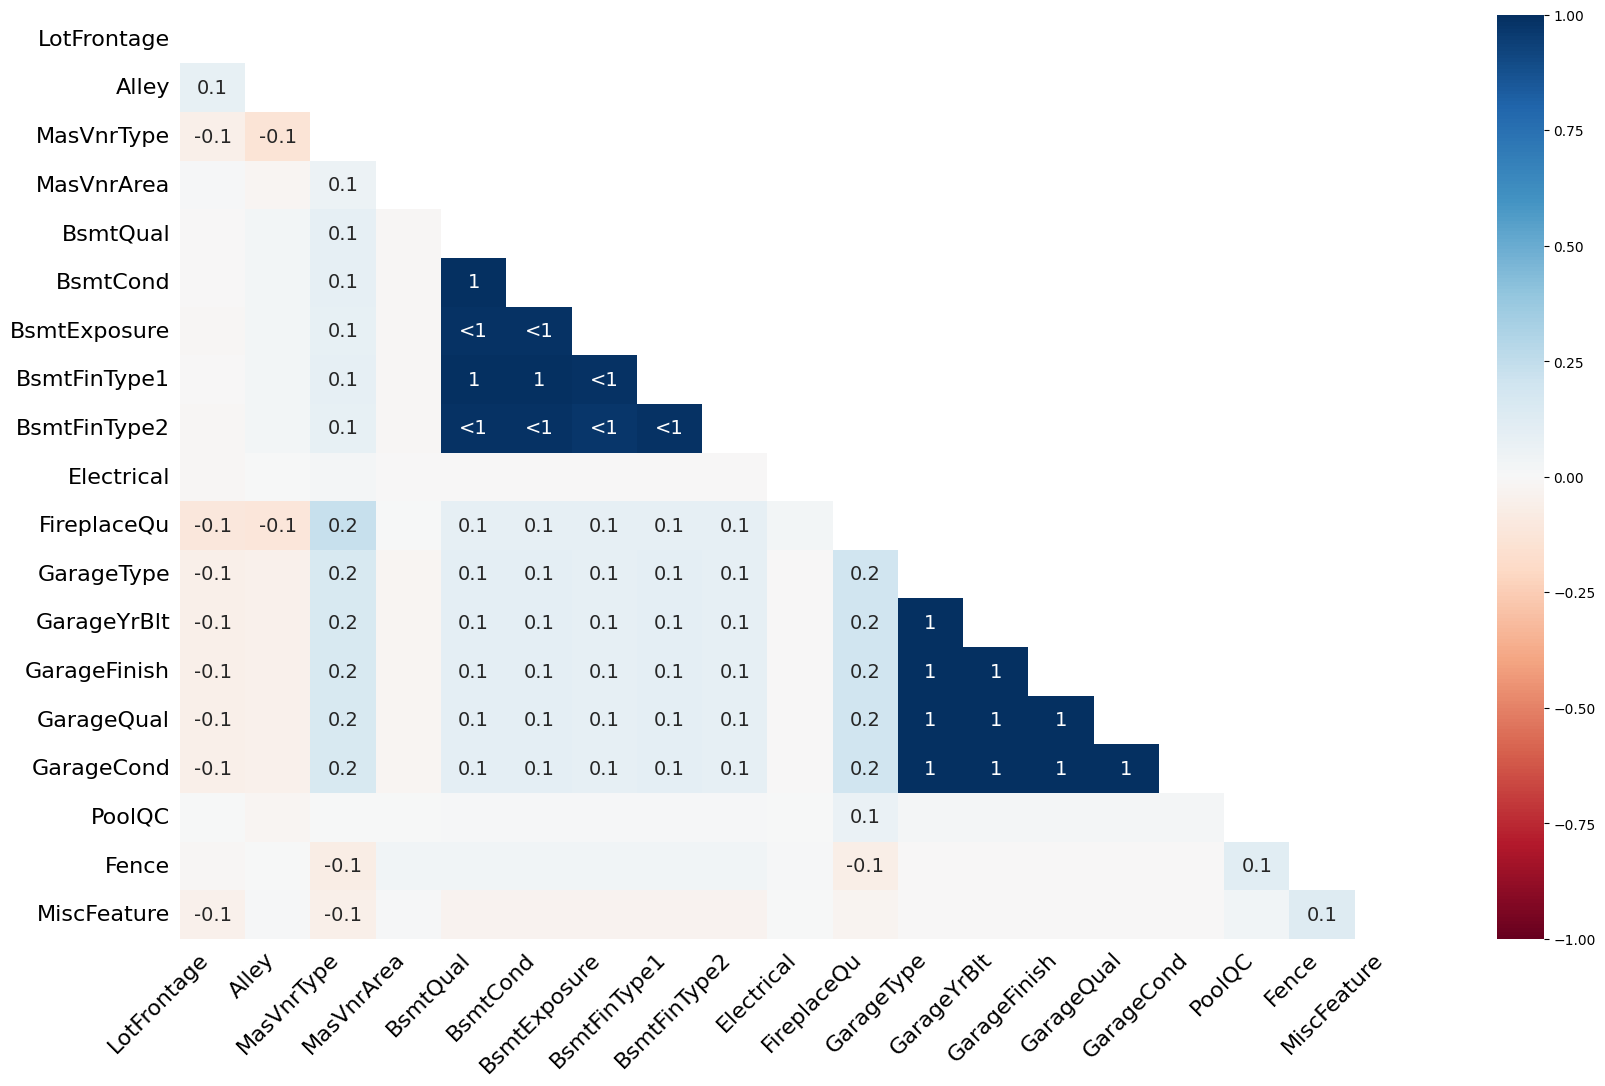 LotFrontage
Alley 0.1
MasVnrType -0.1 -0.1
MasVnrArea 0.1
BsmtQual 0.1
BsmtCond 0.1 1
BsmtExposure 0.1 <1 <1
BsmtFinType1 0.1 1 1 <1
BsmtFinType2 0.1 <1 <1 <1 <1
Electrical
FireplaceQu -0.1 -0.1 0.2 0.1 0.1 0.1 0.1 0.1
GarageType -0.1 0.2 0.1 0.1 0.1 0.1 0.1 0.2
GarageYrBlt -0.1 0.2 0.1 0.1 0.1 0.1 0.1 0.2 1
GarageFinish -0.1 0.2 0.1 0.1 0.1 0.1 0.1 0.2 1 1
GarageQual -0.1 0.2 0.1 0.1 0.1 0.1 0.1 0.2 1 1 1
GarageCond -0.1 0.2 0.1 0.1 0.1 0.1 0.1 0.2 1 1 1 1
PoolQC 0.1
Fence -0.1 -0.1 0.1
MiscFeature -0.1 -0.1 0.1
LotFrontage
Alley
MasVnrType
MasVnrArea
BsmtQual
BsmtCond
BsmtExposure
BsmtFinType1
BsmtFinType2
Electrical
FireplaceQu
GarageType
GarageYrBlt
GarageFinish
GarageQual
GarageCond
PoolQC
Fence
MiscFeature
1.00
0.75
0.50
0.25
0.00
−0.25
−0.50
−0.75
−1.00